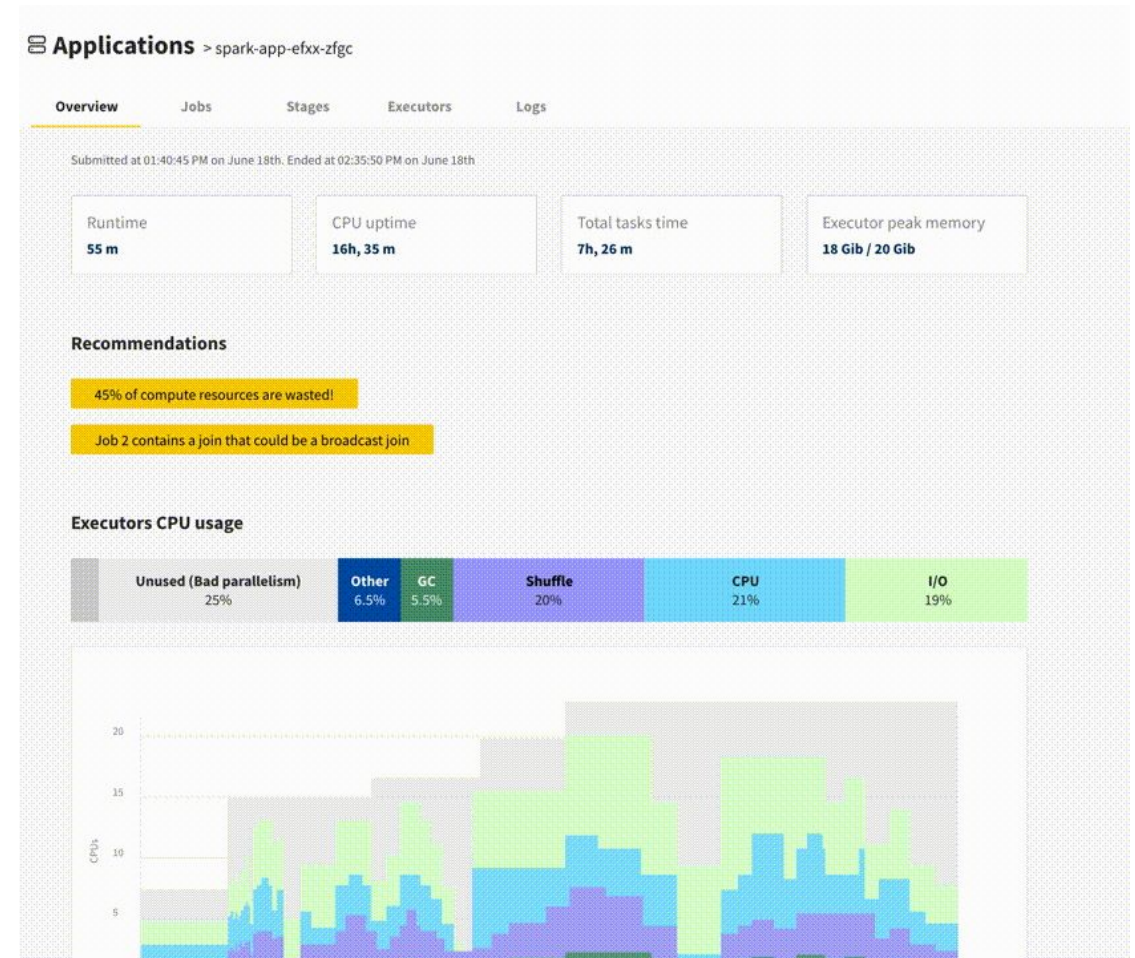 Applications > spark-app-efxx-zfgc
Overview Jobs Stages Executors Logs
Submitted at 01:40:45 PM on June 18th. Ended at 02:35:50 PM on June 18th
Runtime CPU uptime Total tasks time Executor peak memory
55 m 16h, 35 m 7h, 26 m 18 Gib / 20 Gib
Recommendations
45% of compute resources are wasted!
Job 2 contains a join that could be a broadcast join
Executors CPU usage
Unused (Bad parallelism) Other GC Shuffle CPU I/O
25% 6.5% 5.5% 20% 21% 19%
20
15
CPUs
10
5